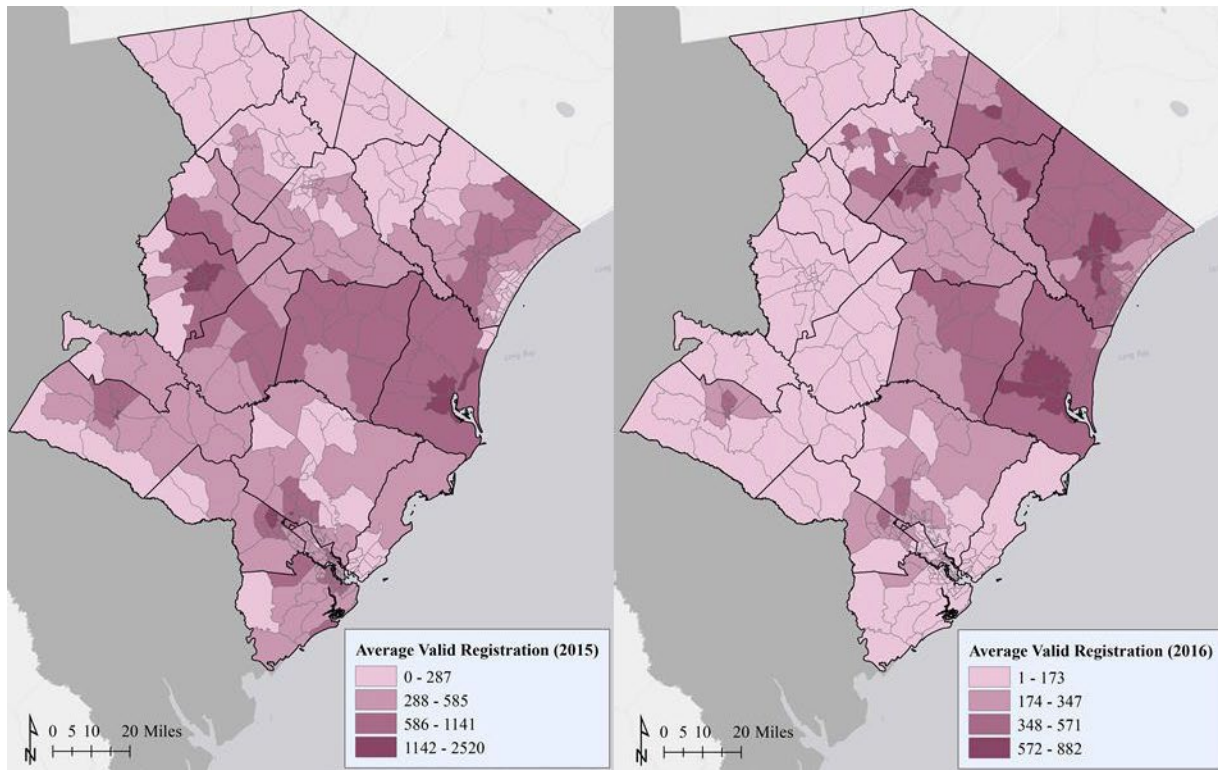 Average Valid Registration (2015)
0 - 287
288 - 585
586 - 1141
1142 - 2520
0 5 10 20 Miles
N
Average Valid Registration (2016)
1 - 173
174 - 347
348 - 571
572 - 882
0 5 10 20 Miles
N